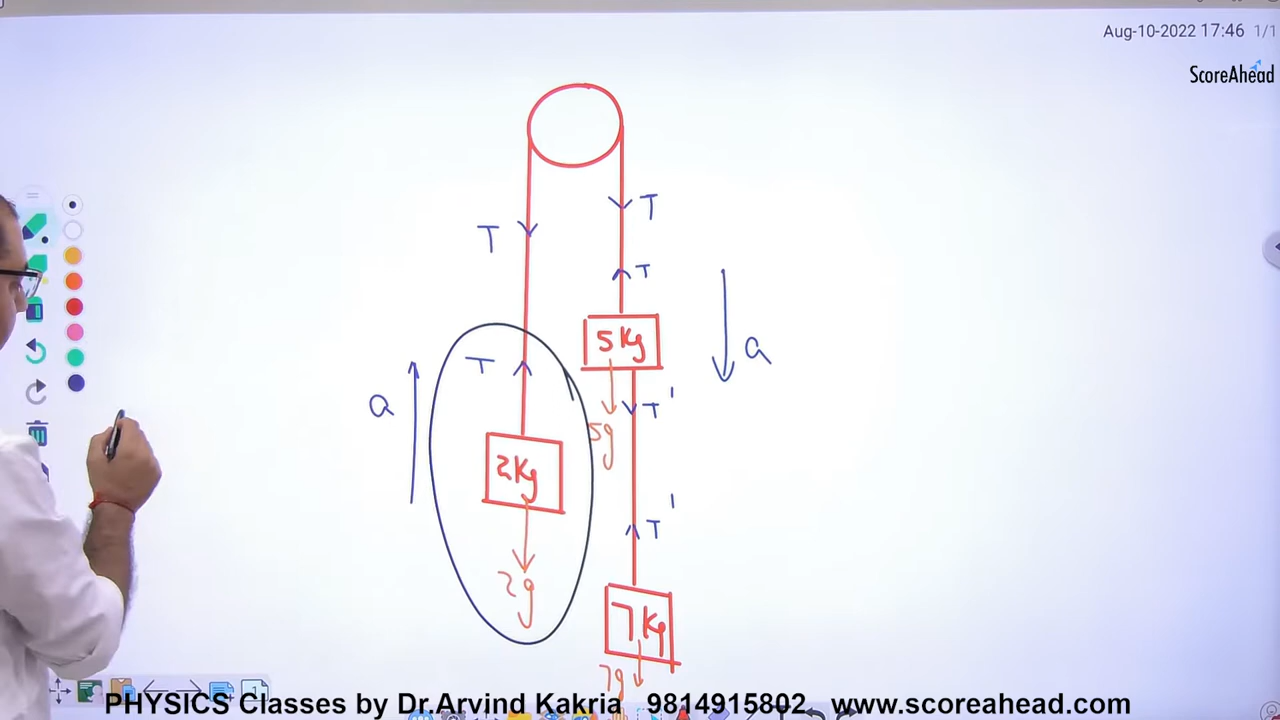 Aug-10-2022 17:46 1/1
ScoreAhead
T
T
T
5Kg
T
a
a
T'
5g
2Kg
T'
2g
7Kg
7g
PHYSICS Classes by Dr.Arvind Kakria 9814915802, www.scoreahead.com